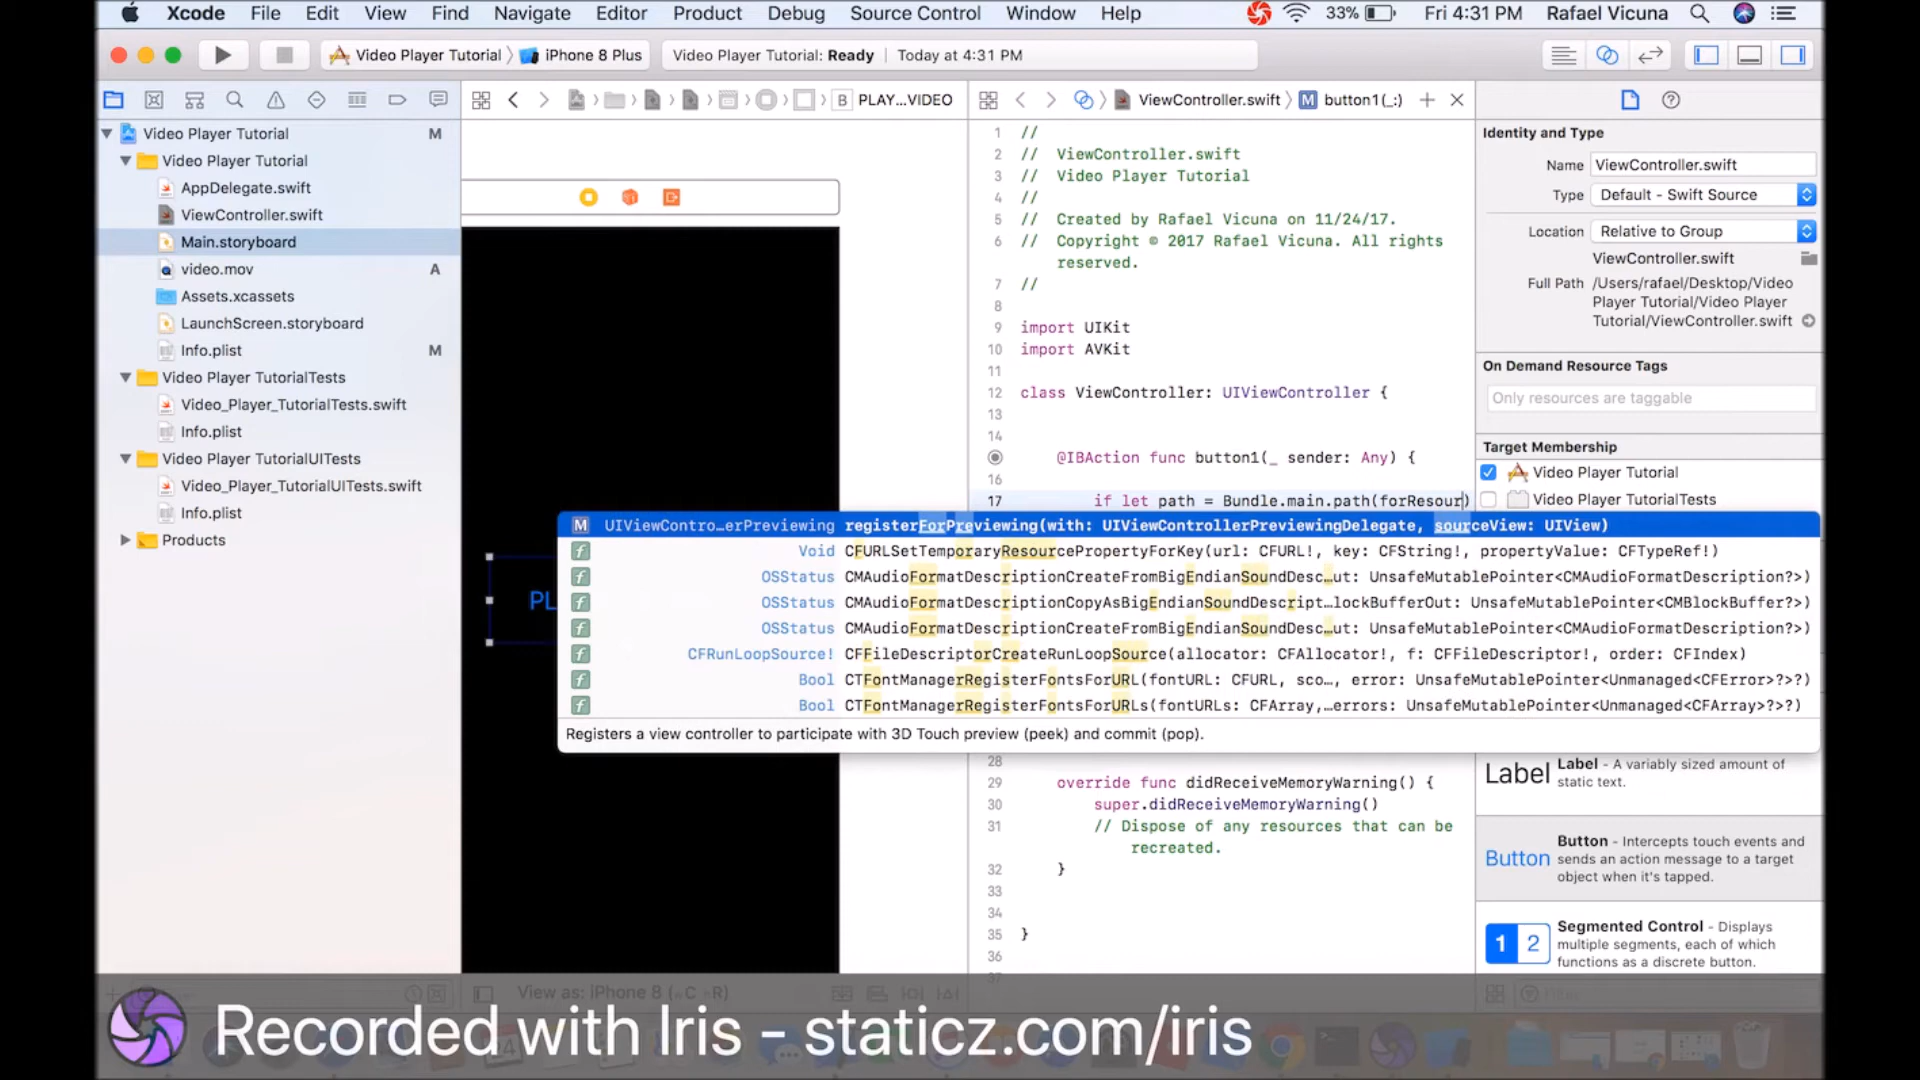 Xcode File Edit View Find Navigate Editor Product Debug Source Control Window Help 33% Fri 4:31 PM Rafael Vicuna
Video Player Tutorial iPhone 8 Plus Video Player Tutorial: Ready Today at 4:31 PM
B PLAY...VIDEO
ViewController.swift M button1(_:)
Video Player Tutorial M
Video Player Tutorial
AppDelegate.swift
ViewController.swift
Main.storyboard
video.mov A
Assets.xcassets
LaunchScreen.storyboard
Info.plist M
Video Player TutorialTests
Video_Player_TutorialTests.swift
Info.plist
Video Player TutorialUITests
Video_Player_TutorialUITests.swift
Info.plist
Products
PL
View as: iPhone 8 (wC hR)
1 //
2 // ViewController.swift
3 // Video Player Tutorial
4 //
5 // Created by Rafael Vicuna on 11/24/17.
6 // Copyright © 2017 Rafael Vicuna. All rights
reserved.
7 //
8
9 import UIKit
10 import AVKit
11
12 class ViewController: UIViewController {
13
14
@IBAction func button1(_ sender: Any) {
16
17 if let path = Bundle.main.path(forResour)
M UIViewContro…erPreviewing registerForPreviewing(with: UIViewControllerPreviewingDelegate, sourceView: UIView)
f Void CFURLSetTemporaryResourcePropertyForKey(url: CFURL!, key: CFString!, propertyValue: CFTypeRef!)
f OSStatus CMAudioFormatDescriptionCreateFromBigEndianSoundDesc…ut: UnsafeMutablePointer<CMAudioFormatDescription?>)
f OSStatus CMAudioFormatDescriptionCopyAsBigEndianSoundDescript…lockBufferOut: UnsafeMutablePointer<CMBlockBuffer?>)
f OSStatus CMAudioFormatDescriptionCreateFromBigEndianSoundDesc…ut: UnsafeMutablePointer<CMAudioFormatDescription?>)
f CFRunLoopSource! CFFileDescriptorCreateRunLoopSource(allocator: CFAllocator!, f: CFFileDescriptor!, order: CFIndex)
f Bool CTFontManagerRegisterFontsForURL(fontURL: CFURL, sco…, error: UnsafeMutablePointer<Unmanaged<CFError>?>?)
f Bool CTFontManagerRegisterFontsForURLs(fontURLs: CFArray,…errors: UnsafeMutablePointer<Unmanaged<CFArray>?>?)
Registers a view controller to participate with 3D Touch preview (peek) and commit (pop).
28
29 override func didReceiveMemoryWarning() {
30 super.didReceiveMemoryWarning()
31 // Dispose of any resources that can be
recreated.
32 }
33
34
35 }
36
37
Identity and Type
Name ViewController.swift
Type Default - Swift Source
Location Relative to Group
ViewController.swift
Full Path /Users/rafael/Desktop/Video
Player Tutorial/Video Player
Tutorial/ViewController.swift
On Demand Resource Tags
Only resources are taggable
Target Membership
Video Player Tutorial
Video Player TutorialTests
Label Label - A variably sized amount of
static text.
Button Button - Intercepts touch events and
sends an action message to a target
object when it's tapped.
1 2 Segmented Control - Displays
multiple segments, each of which
functions as a discrete button.
Filter
Recorded with Iris - staticz.com/iris